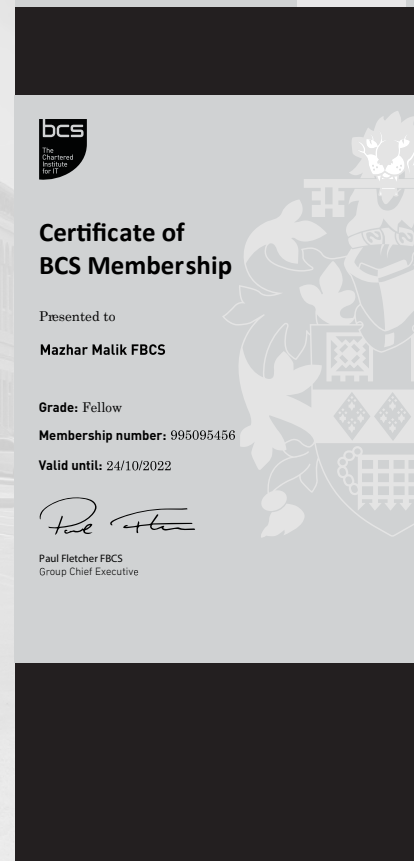 bcs
The
Chartered
Institute
for IT
Certificate of
BCS Membership
Presented to
Mazhar Malik FBCS
Grade: Fellow
Membership number: 995095456
Valid until: 24/10/2022
Paul Fletcher FBCS
Group Chief Executive